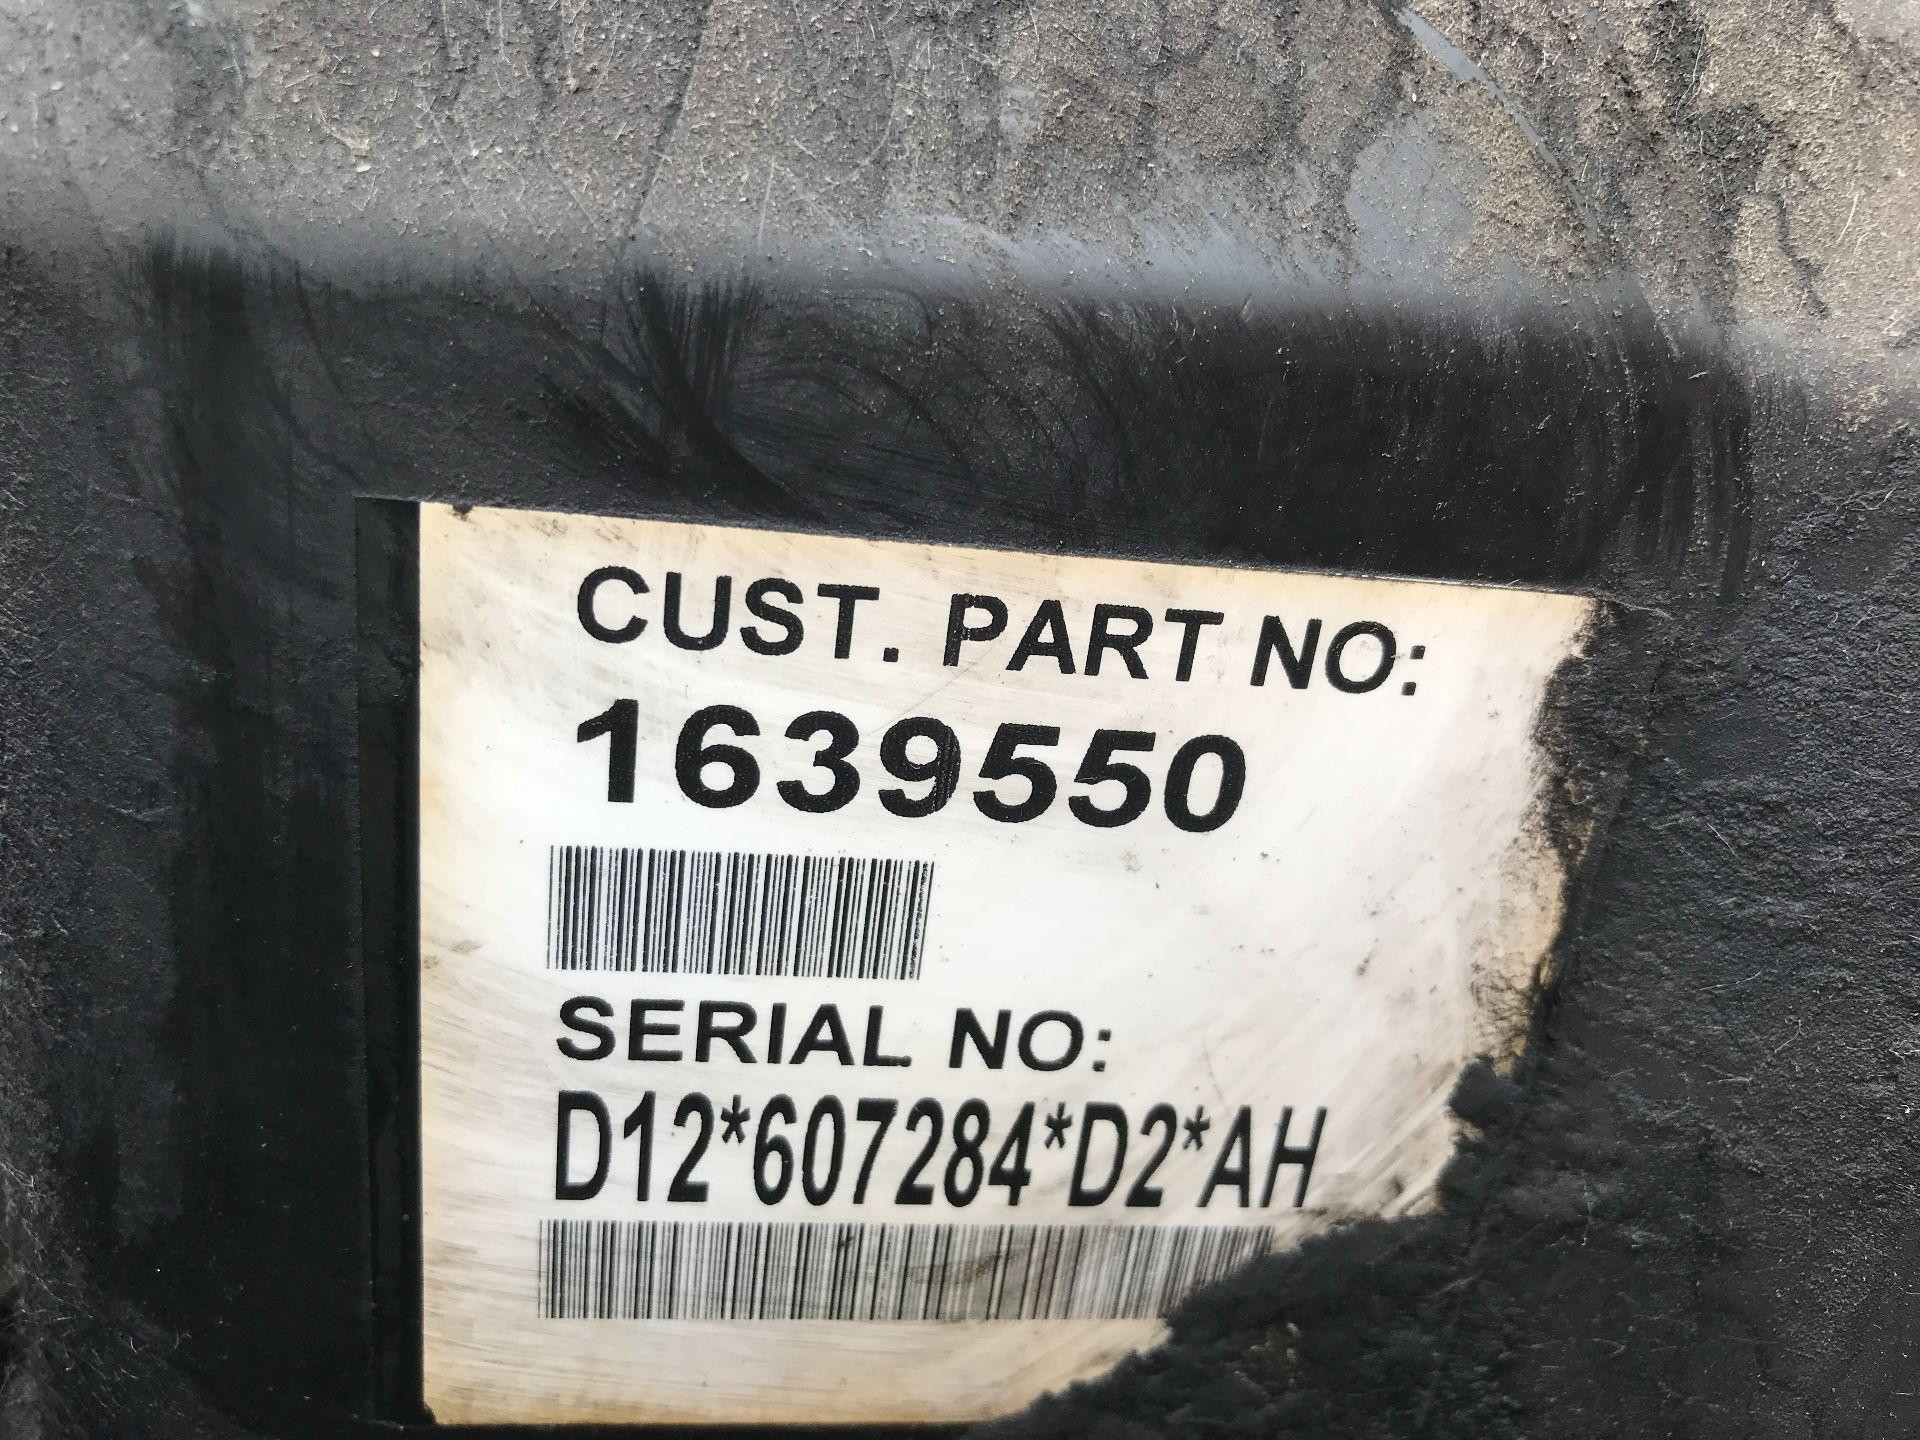 CUST. PART NO:
1639550
SERIAL NO:
D12*607284*D2*AH